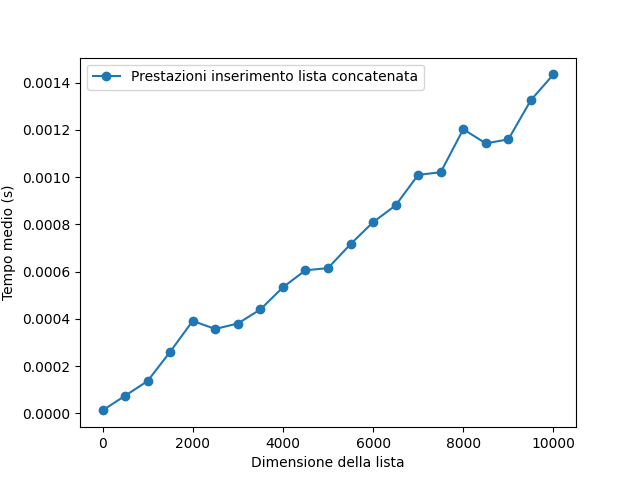 Prestazioni inserimento lista concatenata
Tempo medio (s)
0.0014
0.0012
0.0010
0.0008
0.0006
0.0004
0.0002
0.0000
0 2000 4000 6000 8000 10000
Dimensione della lista